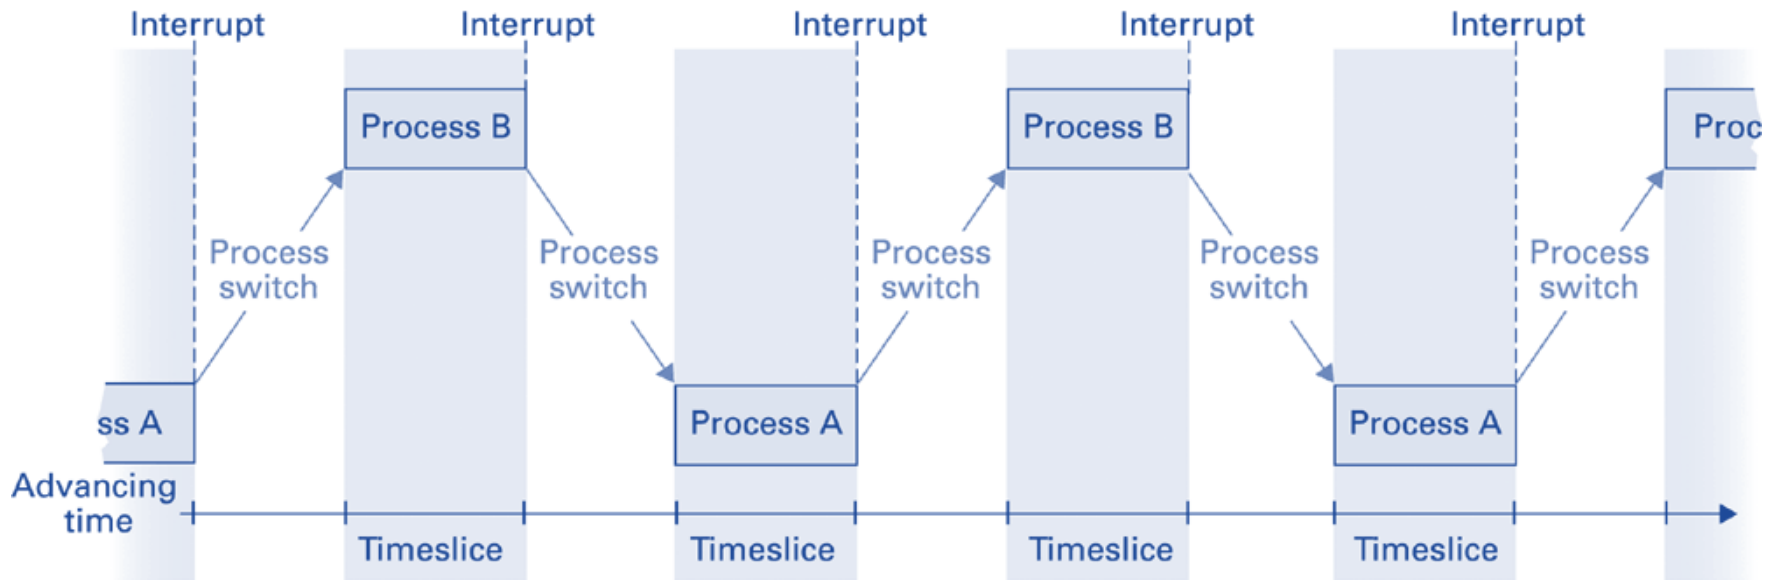 Interrupt Interrupt Interrupt Interrupt Interrupt
Process B Process B Proc
Process Process Process Process Process
switch switch switch switch switch
ss A Process A Process A
Advancing
time
Timeslice Timeslice Timeslice Timeslice